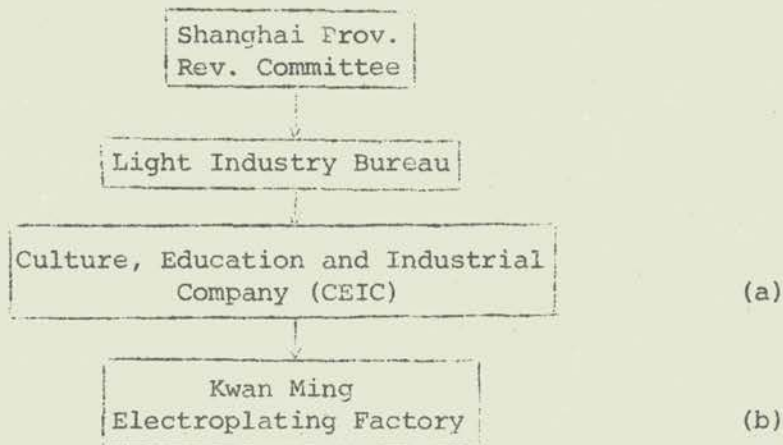 Shanghai Prov.
Rev. Committee
Light Industry Bureau
Culture, Education and Industrial
Company (CEIC)
(a)
Kwan Ming
Electroplating Factory
(b)